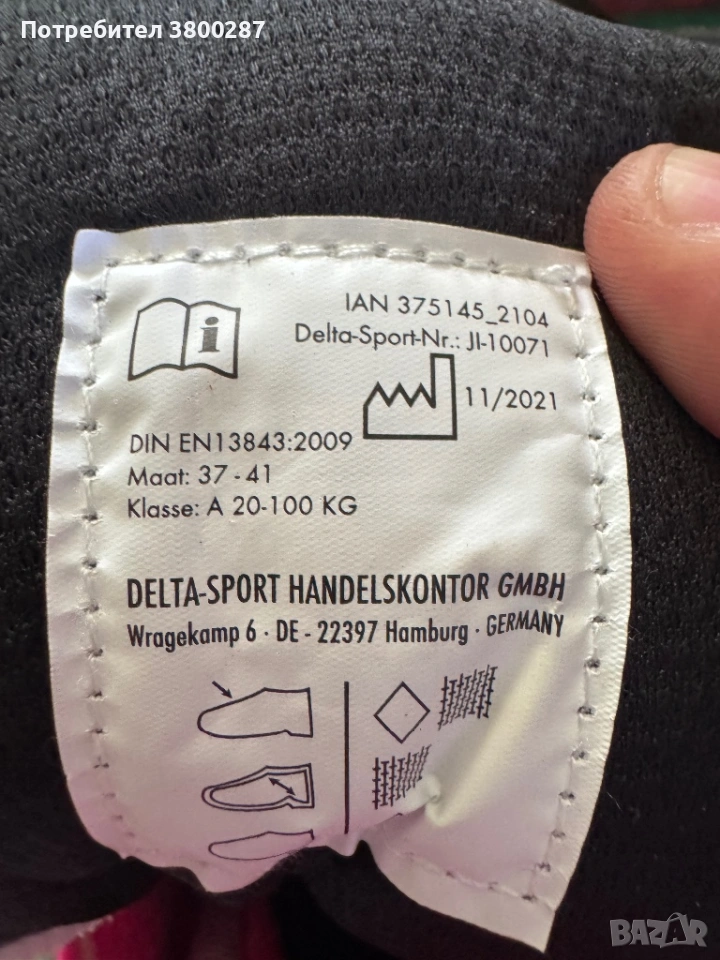 Потребител 3800287
IAN 375145_2104
Delta-Sport-Nr.: JI-10071
11/2021
DIN EN13843:2009
Maat: 37 - 41
Klasse: A 20-100 KG
DELTA-SPORT HANDELSKONTOR GMBH
Wragekamp 6 · DE - 22397 Hamburg · GERMANY
BAZAR